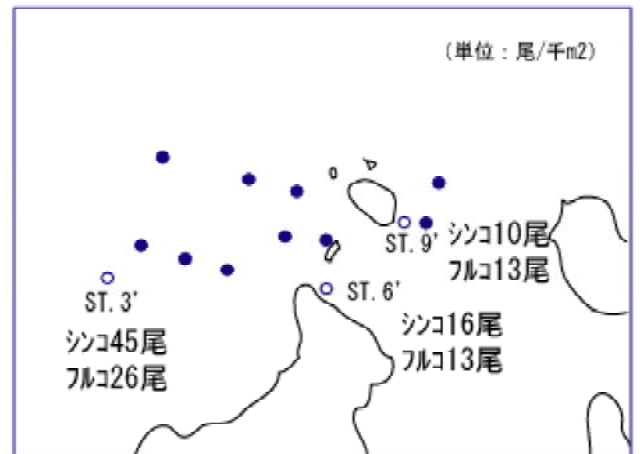 (単位：尾/千m2)
ST. 9'
ｼﾝｺ10尾
ﾌﾙｺ13尾
ST. 6'
ｼﾝｺ16尾
ﾌﾙｺ13尾
ST. 3'
ｼﾝｺ45尾
ﾌﾙｺ26尾